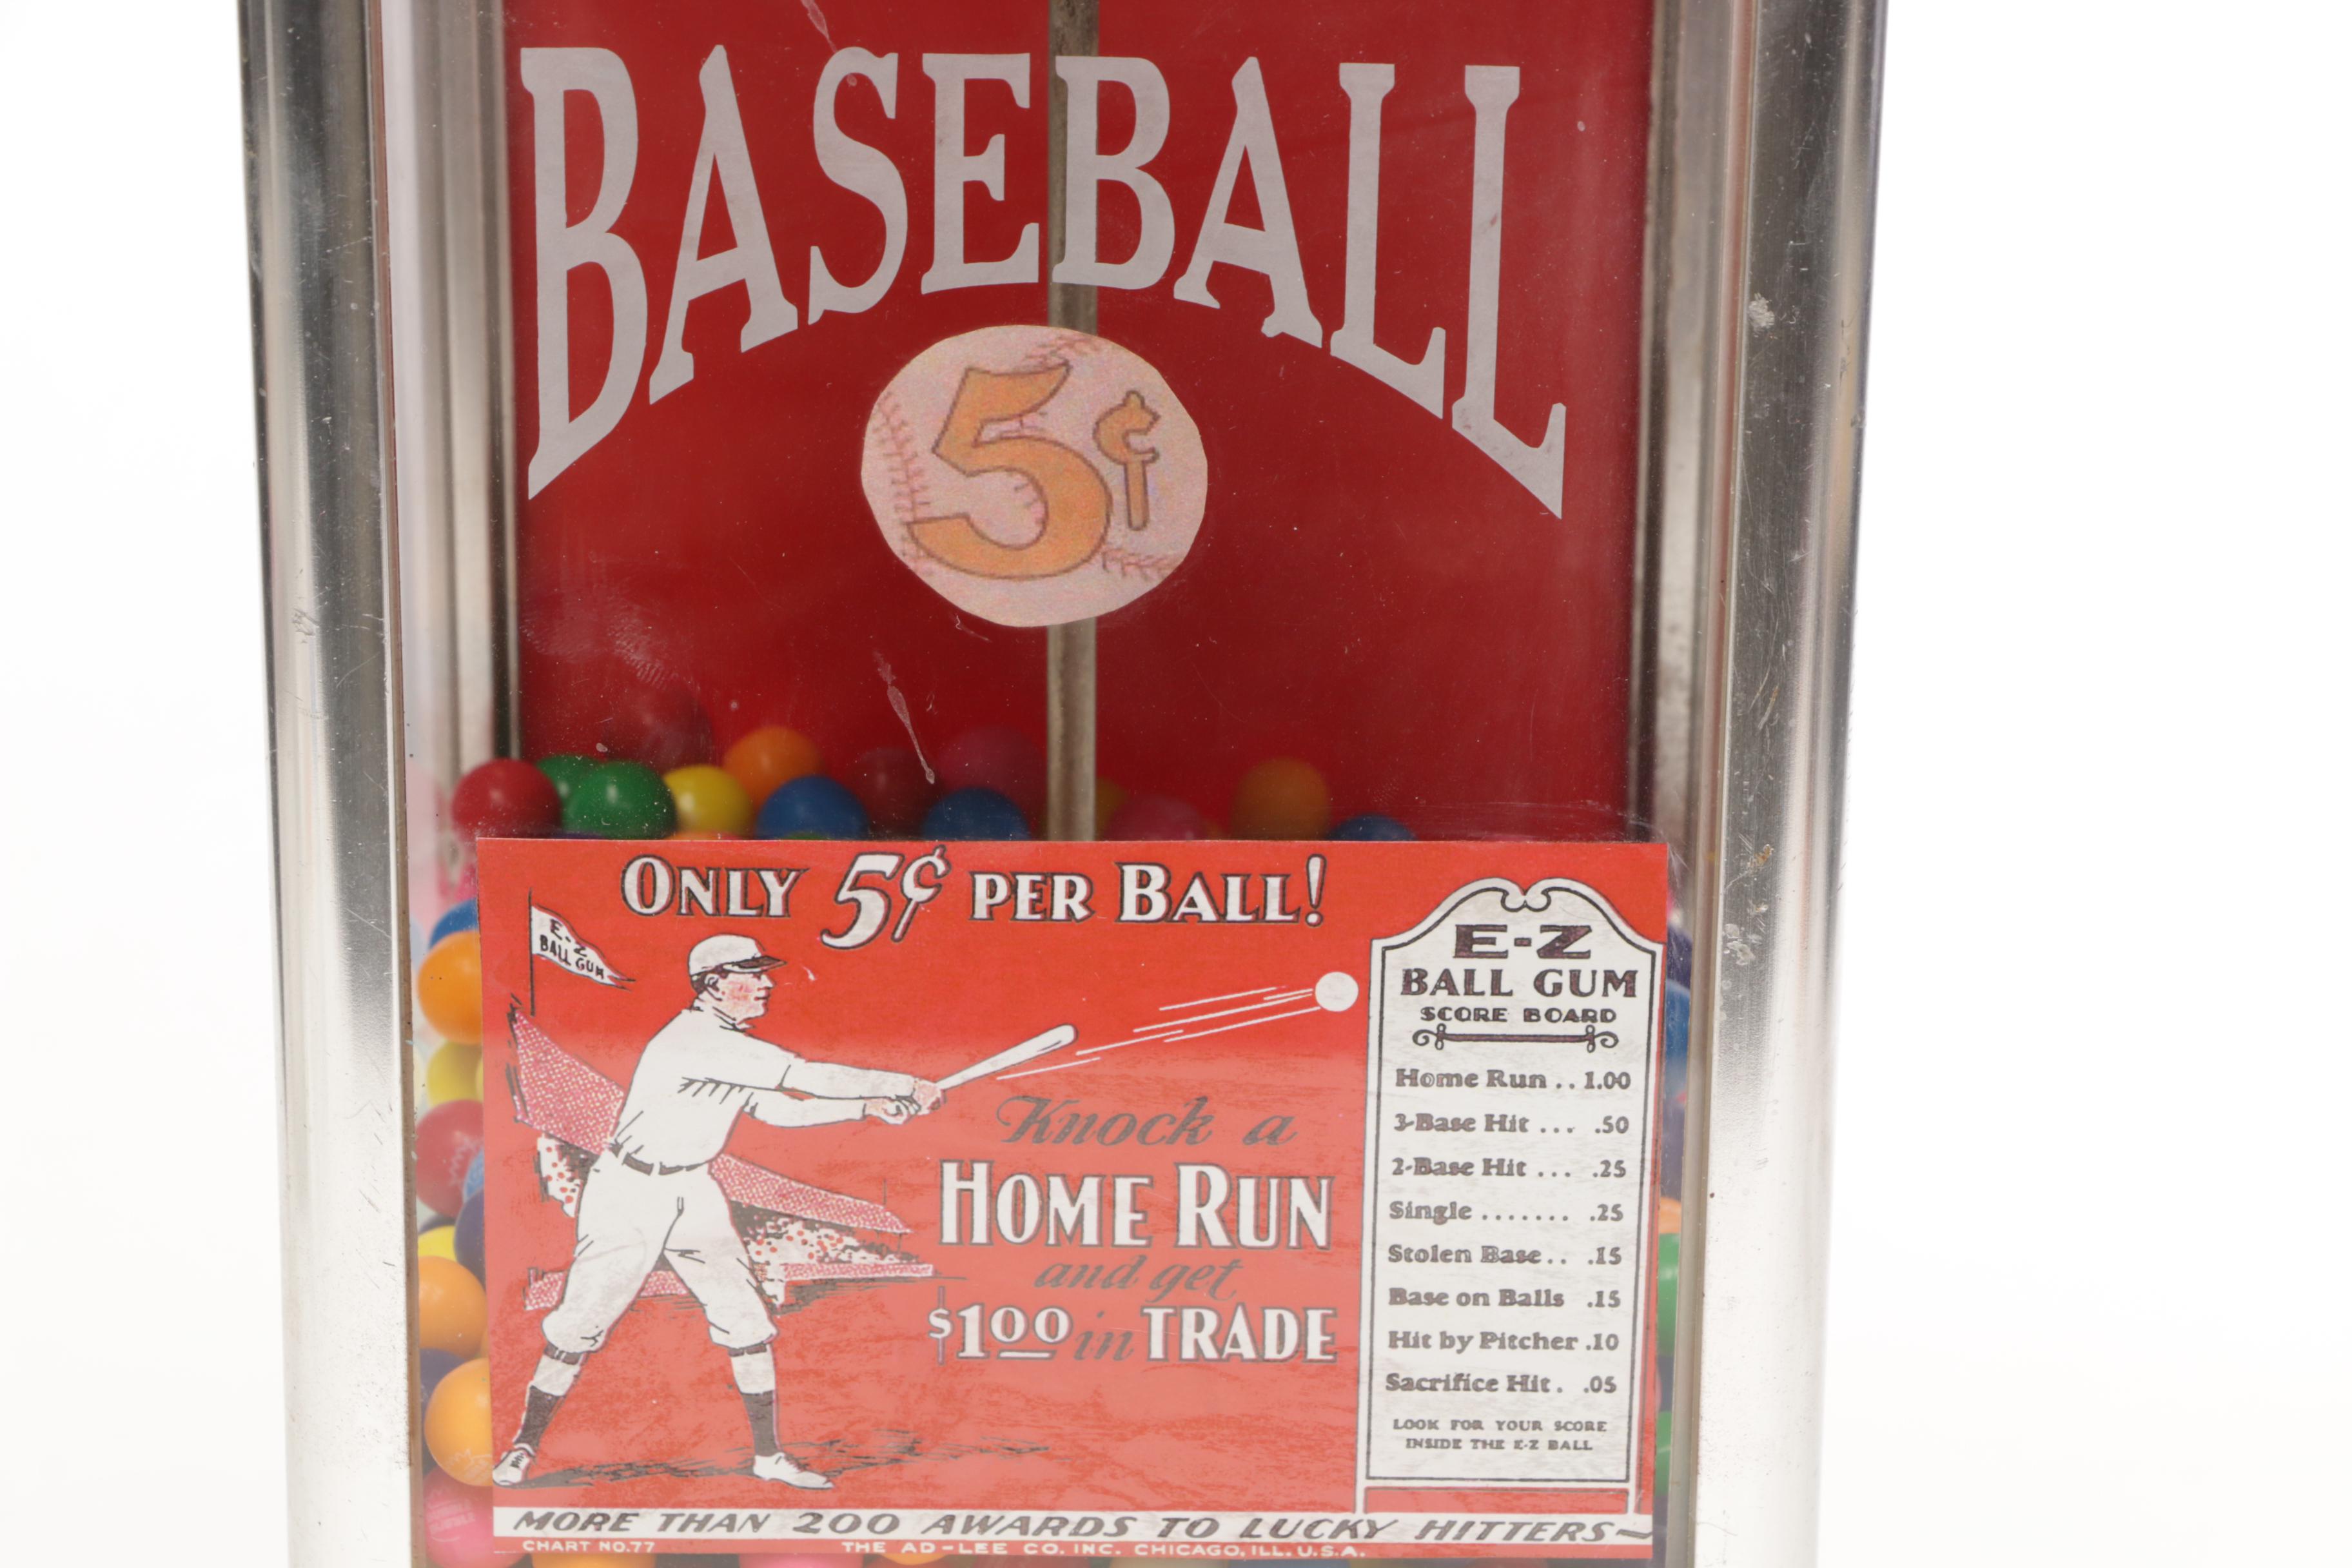 BASEBALL
5¢
ONLY 5¢ PER BALL!
E-Z
BALL GUM
Knock a
HOME RUN
and get
$1.00 in TRADE
E-Z
BALL GUM
SCORE BOARD
Home Run .. 1.00
3-Base Hit ... .50
2-Base Hit ... .25
Single ....... .25
Stolen Base .. .15
Base on Balls .15
Hit by Pitcher .10
Sacrifice Hit . .05
LOOK FOR YOUR SCORE
INSIDE THE E-Z BALL
MORE THAN 200 AWARDS TO LUCKY HITTERS~
CHART NO.77 THE AD-LEE CO. INC. CHICAGO, ILL. U.S.A.